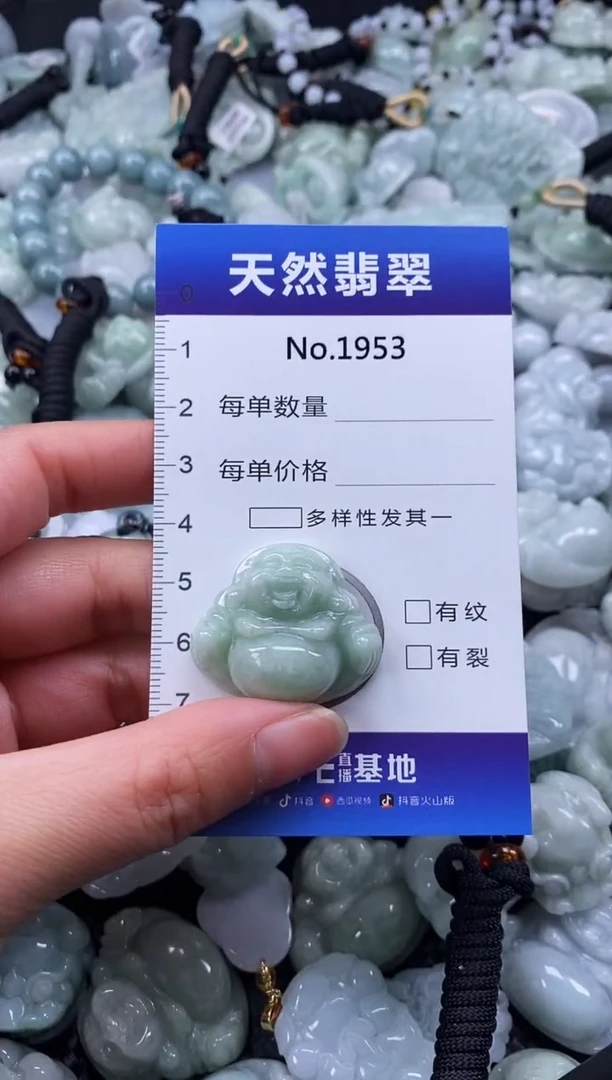 天然翡翠
0
No.1953
1
2 每单数量
3 每单价格
4 多样性发其一
5 有纹
6 有裂
7
直播基地
抖音 西瓜视频 抖音火山版